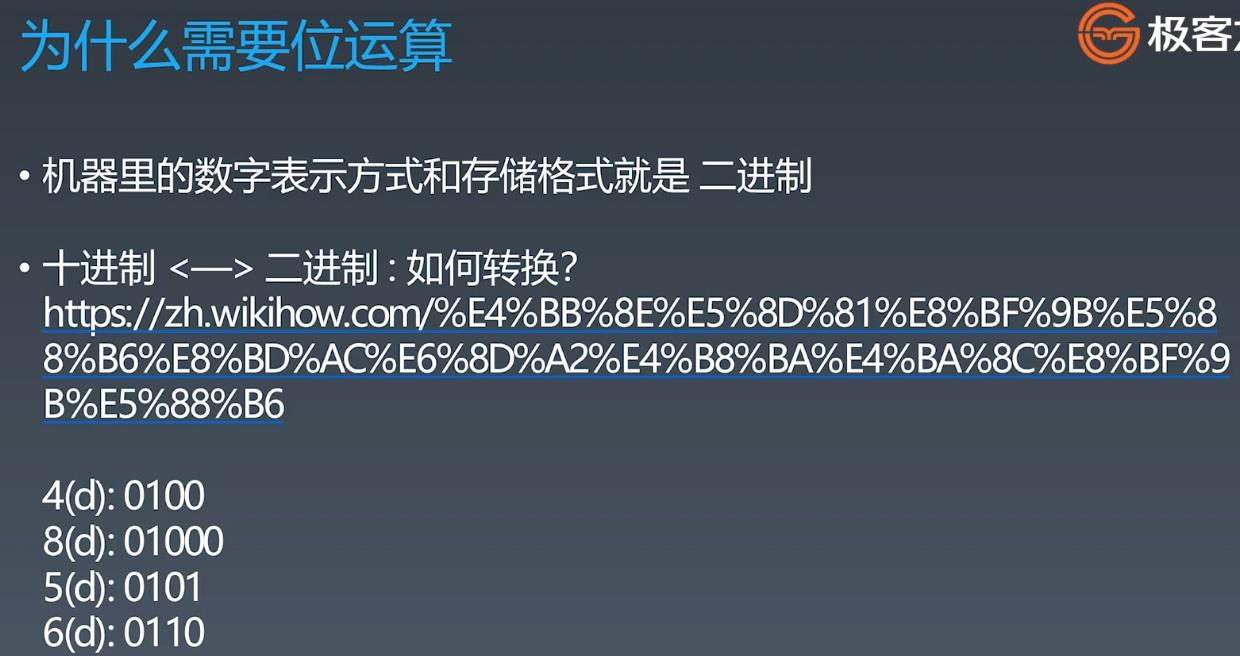 为什么需要位运算
极客
• 机器里的数字表示方式和存储格式就是 二进制
• 十进制 <—> 二进制 : 如何转换?
https://zh.wikihow.com/%E4%BB%8E%E5%8D%81%E8%BF%9B%E5%8
8%B6%E8%BD%AC%E6%8D%A2%E4%B8%BA%E4%BA%8C%E8%BF%9
B%E5%88%B6
4(d): 0100
8(d): 01000
5(d): 0101
6(d): 0110